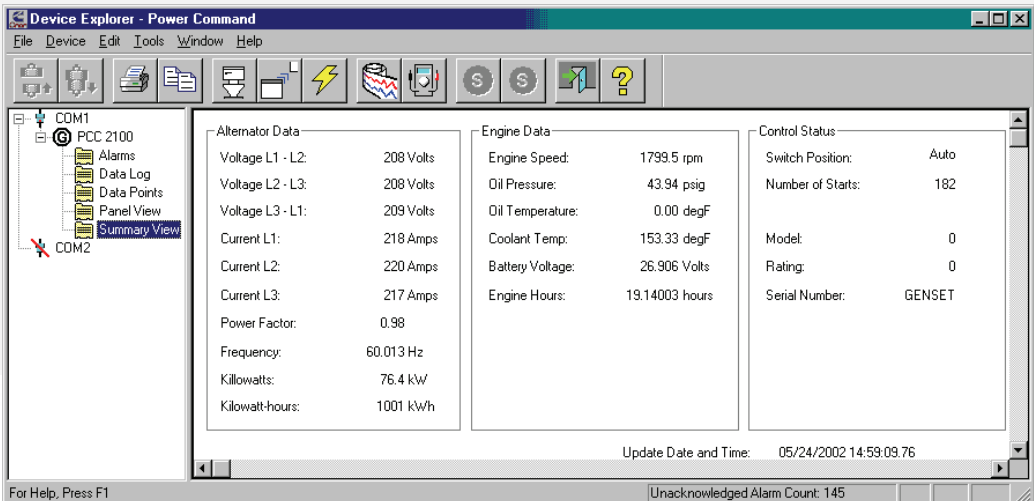 Device Explorer - Power Command
File Device Edit Tools Window Help
COM1
PCC 2100
Alarms
Data Log
Data Points
Panel View
Summary View
COM2
Alternator Data
Voltage L1 - L2: 208 Volts
Voltage L2 - L3: 208 Volts
Voltage L3 - L1: 209 Volts
Current L1: 218 Amps
Current L2: 220 Amps
Current L3: 217 Amps
Power Factor: 0.98
Frequency: 60.013 Hz
Killowatts: 76.4 kW
Kilowatt-hours: 1001 kWh
Engine Data
Engine Speed: 1799.5 rpm
Oil Pressure: 43.94 psig
Oil Temperature: 0.00 degF
Coolant Temp: 153.33 degF
Battery Voltage: 26.906 Volts
Engine Hours: 19.14003 hours
Control Status
Switch Position: Auto
Number of Starts: 182
Model: 0
Rating: 0
Serial Number: GENSET
Update Date and Time: 05/24/2002 14:59:09.76
For Help, Press F1
Unacknowledged Alarm Count: 145